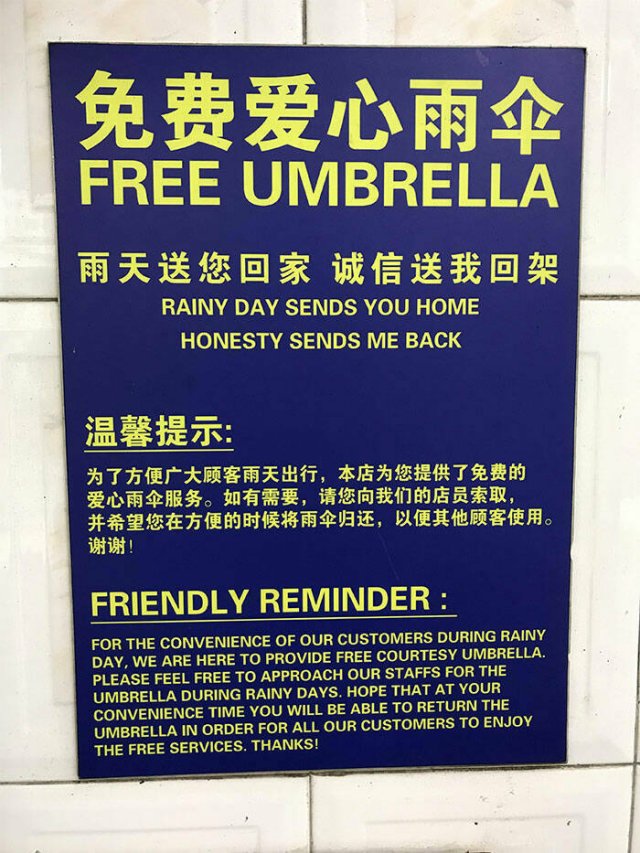 免费爱心雨伞
FREE UMBRELLA
雨天送您回家 诚信送我回架
RAINY DAY SENDS YOU HOME
HONESTY SENDS ME BACK
温馨提示:
为了方便广大顾客雨天出行，本店为您提供了免费的
爱心雨伞服务。如有需要，请您向我们的店员索取，
并希望您在方便的时候将雨伞归还，以便其他顾客使用。
谢谢！
FRIENDLY REMINDER :
FOR THE CONVENIENCE OF OUR CUSTOMERS DURING RAINY
DAY, WE ARE HERE TO PROVIDE FREE COURTESY UMBRELLA.
PLEASE FEEL FREE TO APPROACH OUR STAFFS FOR THE
UMBRELLA DURING RAINY DAYS. HOPE THAT AT YOUR
CONVENIENCE TIME YOU WILL BE ABLE TO RETURN THE
UMBRELLA IN ORDER FOR ALL OUR CUSTOMERS TO ENJOY
THE FREE SERVICES. THANKS!